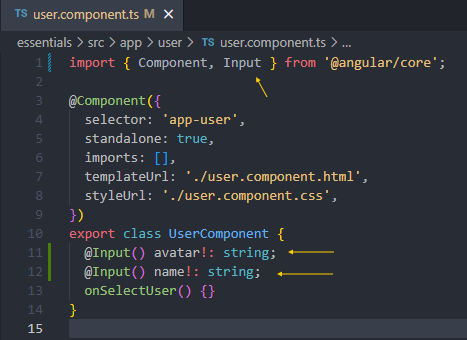 TS user.component.ts M ×
essentials > src > app > user > TS user.component.ts > ...
1 import { Component, Input } from '@angular/core';
2
3 @Component({
4   selector: 'app-user',
5   standalone: true,
6   imports: [],
7   templateUrl: './user.component.html',
8   styleUrl: './user.component.css',
9 })
10 export class UserComponent {
11   @Input() avatar!: string;
12   @Input() name!: string;
13   onSelectUser() {}
14 }
15